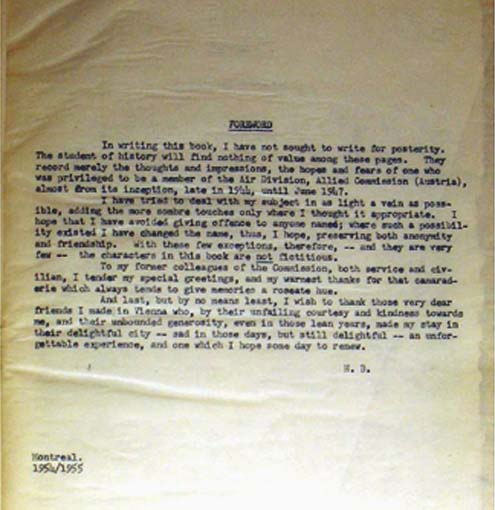 FOREWORD
In writing this book, I have not sought to write for posterity.
The student of history will find nothing of value among these pages. They
record merely the thoughts and impressions, the hopes and fears of one who
was privileged to be a member of the Air Division, Allied Commission (Austria),
almost from its inception, late in 1944, until June 1947.
I have tried to deal with my subject in as light a vein as poss-
ible, adding the more sombre touches only where I thought it appropriate. I
hope that I have avoided giving offence to anyone named; where such a possibil-
ity existed I have changed the name, thus, I hope, preserving both anonymity
and friendship. With these few exceptions, therefore, -- and they are very
few -- the characters in this book are not fictitious.
To my former colleagues of the Commission, both service and civ-
ilian, I tender my special greetings, and my warmest thanks for that camarad-
erie which always tends to give memories a roseate hue.
And last, but by no means least, I wish to thank those very dear
friends I made in Vienna who, by their unfailing courtesy and kindness towards
me, and their unbounded generosity, even in those lean years, made my stay in
their delightful city -- sad in those days, but still delightful -- an unfor-
gettable experience, and one which I hope some day to renew.
B.
Montreal.
1954/1955